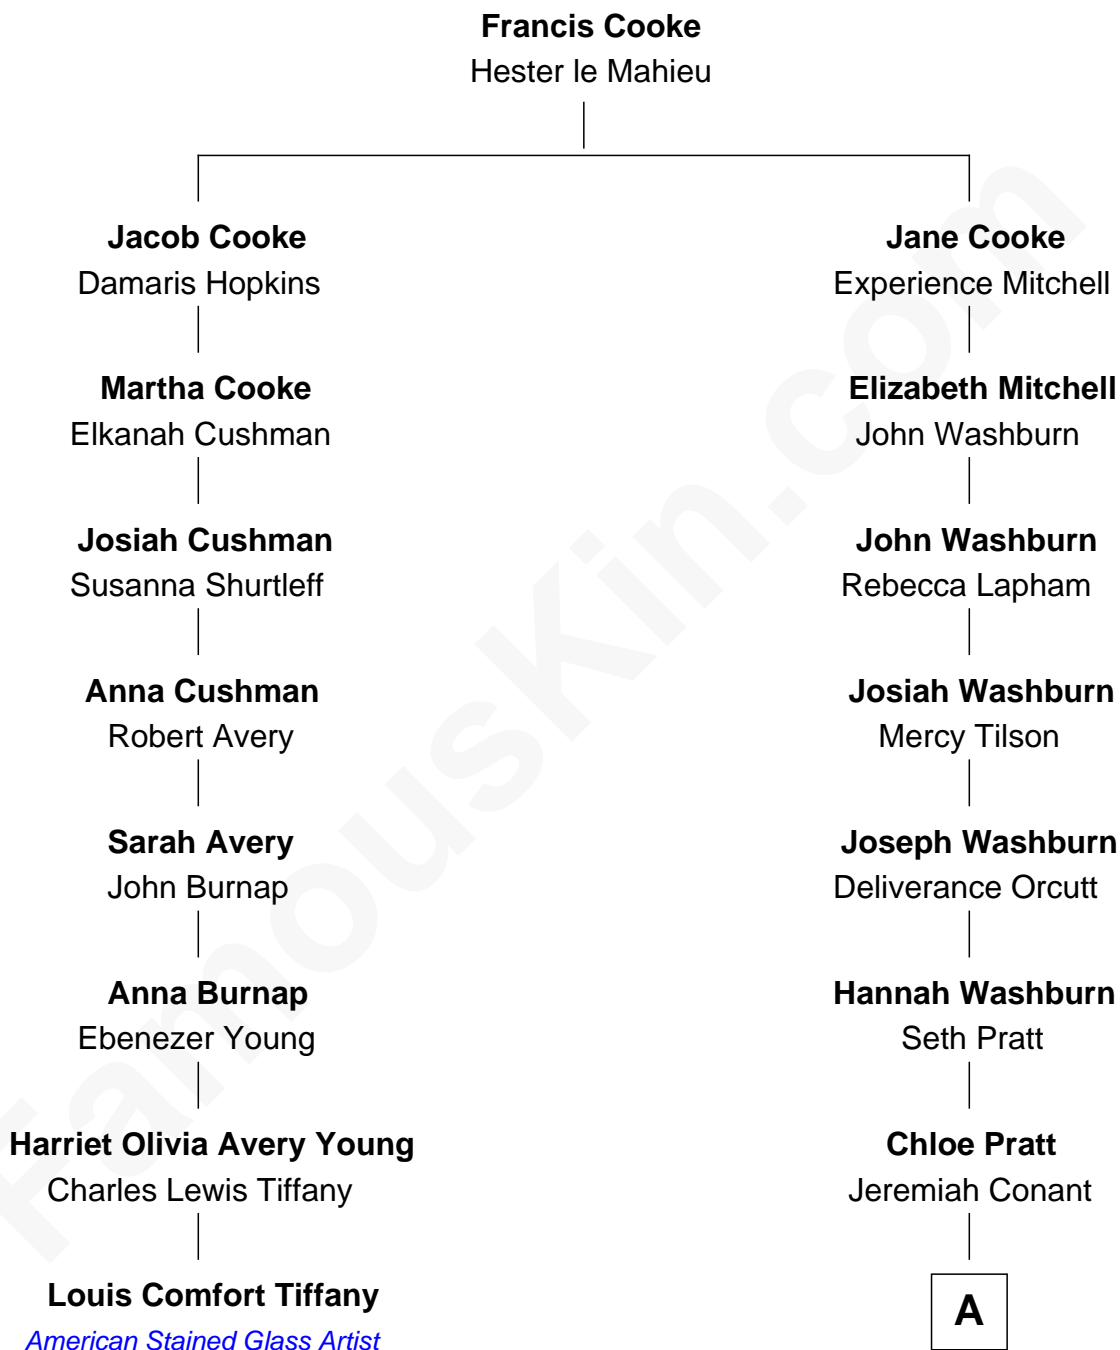 Francis Cooke
Hester le Mahieu
Jacob Cooke
Damaris Hopkins
Martha Cooke
Elkanah Cushman
Josiah Cushman
Susanna Shurtleff
Anna Cushman
Robert Avery
Sarah Avery
John Burnap
Anna Burnap
Ebenezer Young
Harriet Olivia Avery Young
Charles Lewis Tiffany
Louis Comfort Tiffany
American Stained Glass Artist
Jane Cooke
Experience Mitchell
Elizabeth Mitchell
John Washburn
John Washburn
Rebecca Lapham
Josiah Washburn
Mercy Tilson
Joseph Washburn
Deliverance Orcutt
Hannah Washburn
Seth Pratt
Chloe Pratt
Jeremiah Conant
A
FamousKin.com